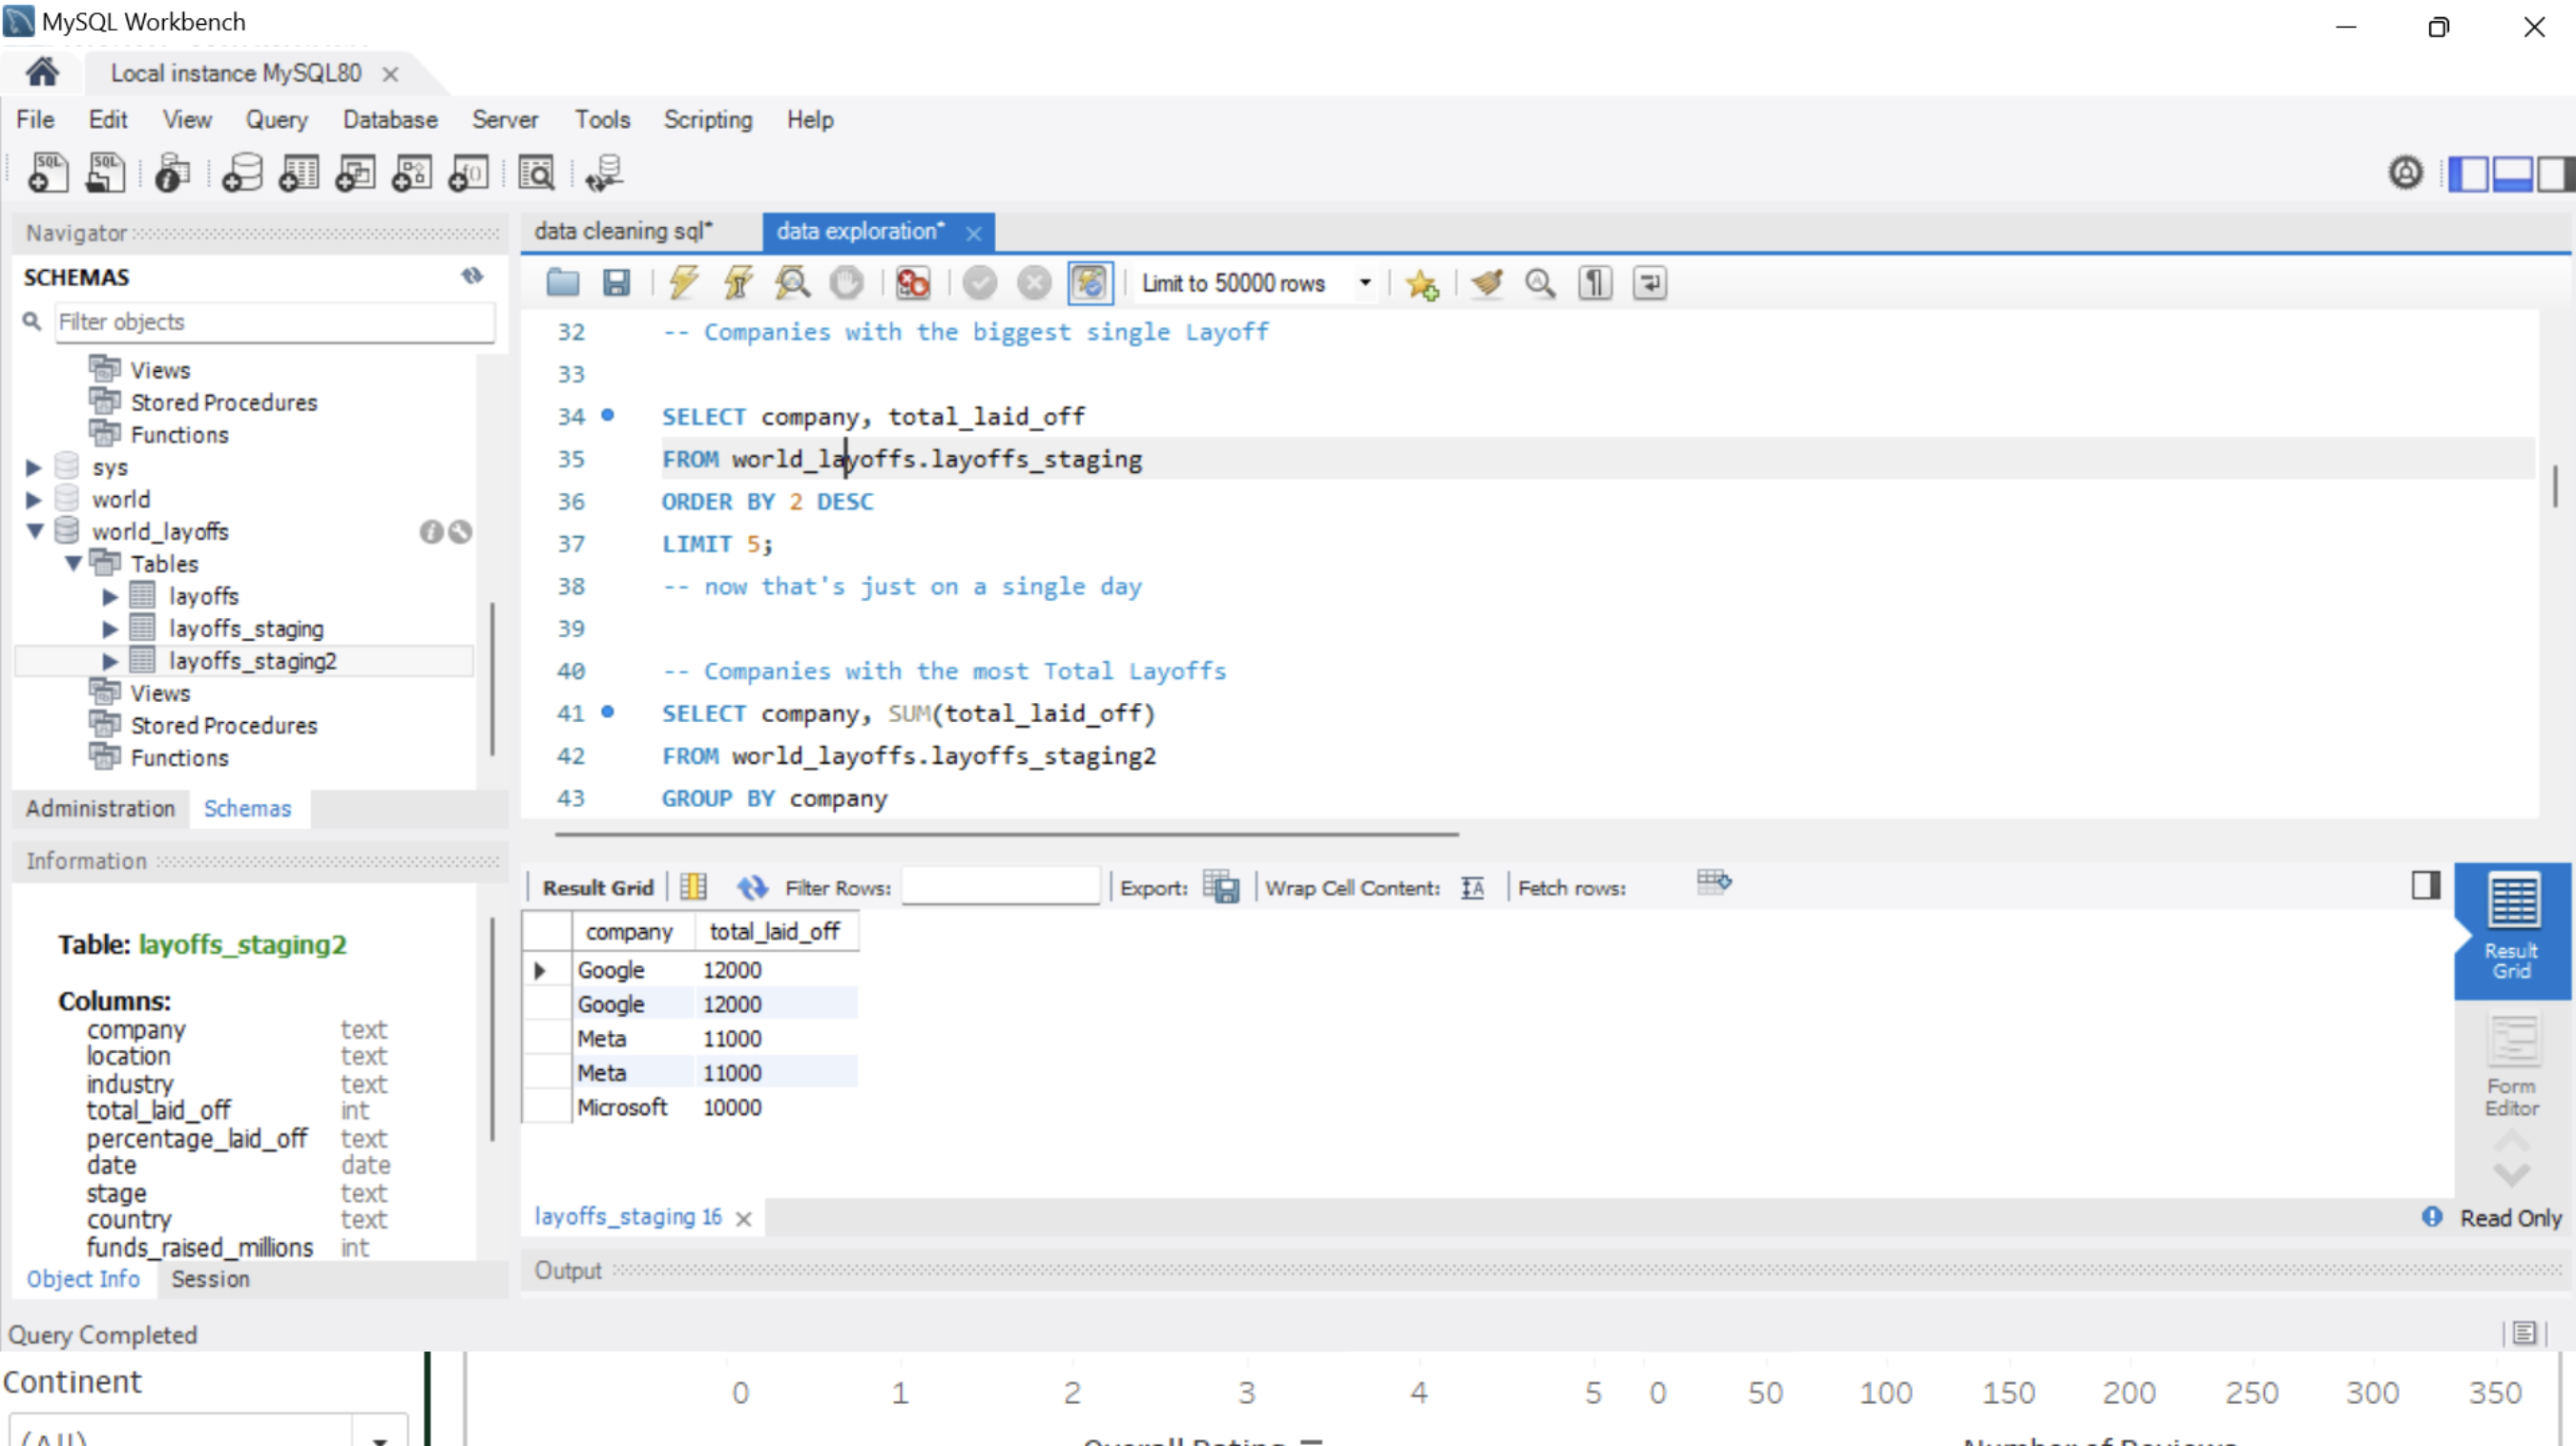 MySQL Workbench
Local instance MySQL80
File Edit View Query Database Server Tools Scripting Help
Navigator
SCHEMAS
Filter objects
Views
Stored Procedures
Functions
sys
world
world_layoffs
Tables
layoffs
layoffs_staging
layoffs_staging2
Views
Stored Procedures
Functions
Administration Schemas
Information
Table: layoffs_staging2
Columns:
company text
location text
industry text
total_laid_off int
percentage_laid_off text
date date
stage text
country text
funds_raised_millions int
Object Info Session
data cleaning sql* data exploration*
Limit to 50000 rows
32 -- Companies with the biggest single Layoff
33
34 SELECT company, total_laid_off
35 FROM world_layoffs.layoffs_staging
36 ORDER BY 2 DESC
37 LIMIT 5;
38 -- now that's just on a single day
39
40 -- Companies with the most Total Layoffs
41 SELECT company, SUM(total_laid_off)
42 FROM world_layoffs.layoffs_staging2
43 GROUP BY company
Result Grid Filter Rows: Export: Wrap Cell Content: Fetch rows:
company total_laid_off
Google 12000
Google 12000
Meta 11000
Meta 11000
Microsoft 10000
Result
Grid
Form
Editor
layoffs_staging 16
Read Only
Output
Query Completed
Continent
0 1 2 3 4 5 0 50 100 150 200 250 300 350
(All)
Overall Rating
Number of Reviews